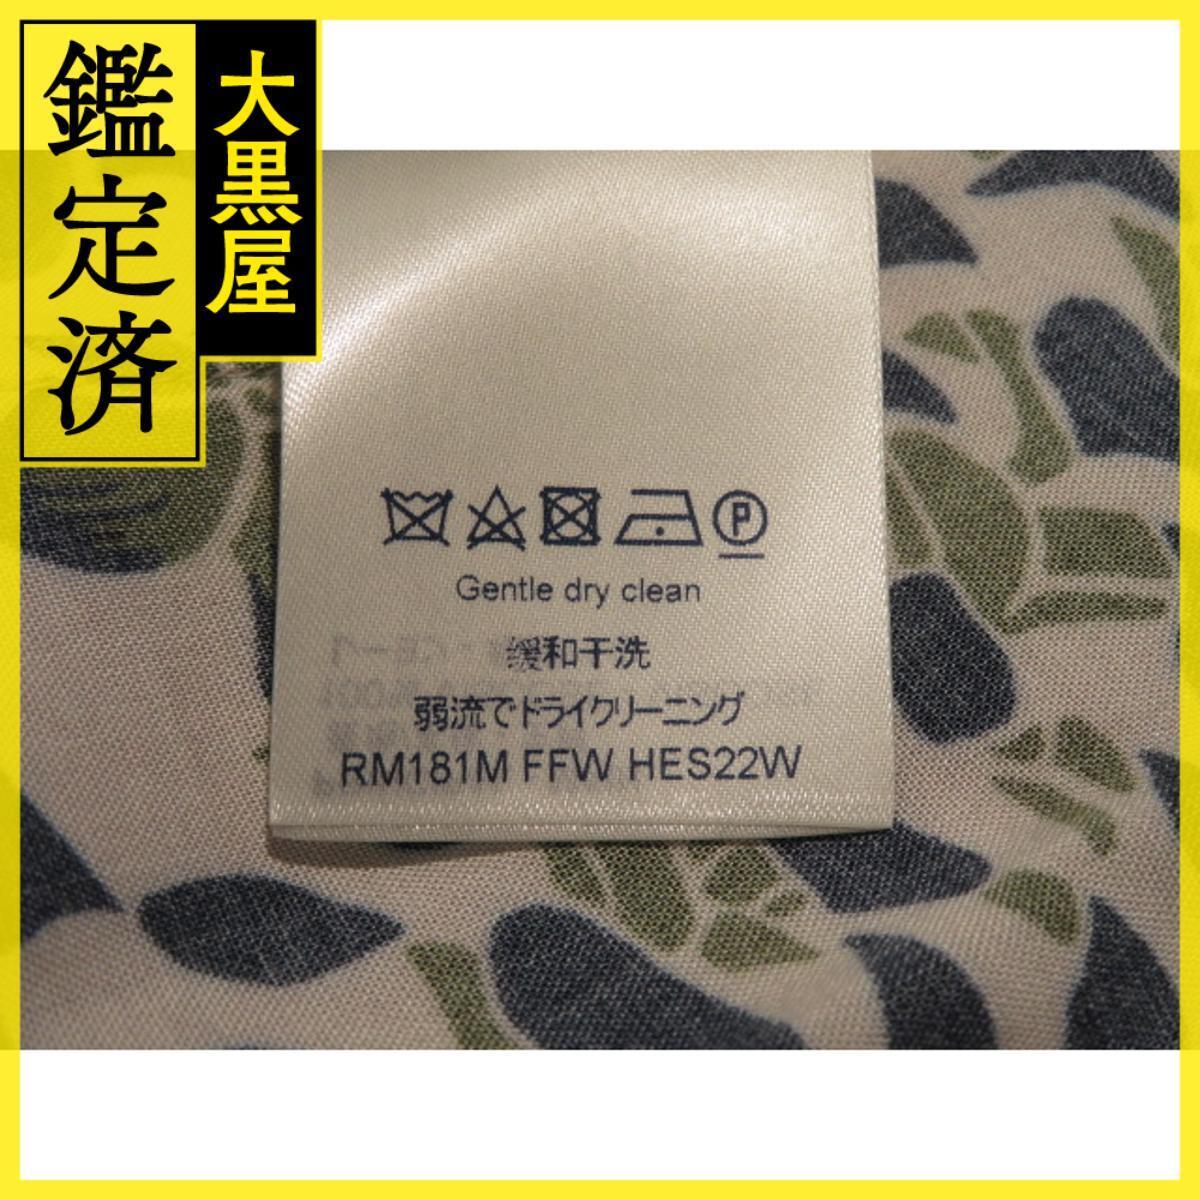 鑑定済
大黒屋
P
Gentle dry clean
缓和干洗
弱流でドライクリーニング
RM181M FFW HES22W